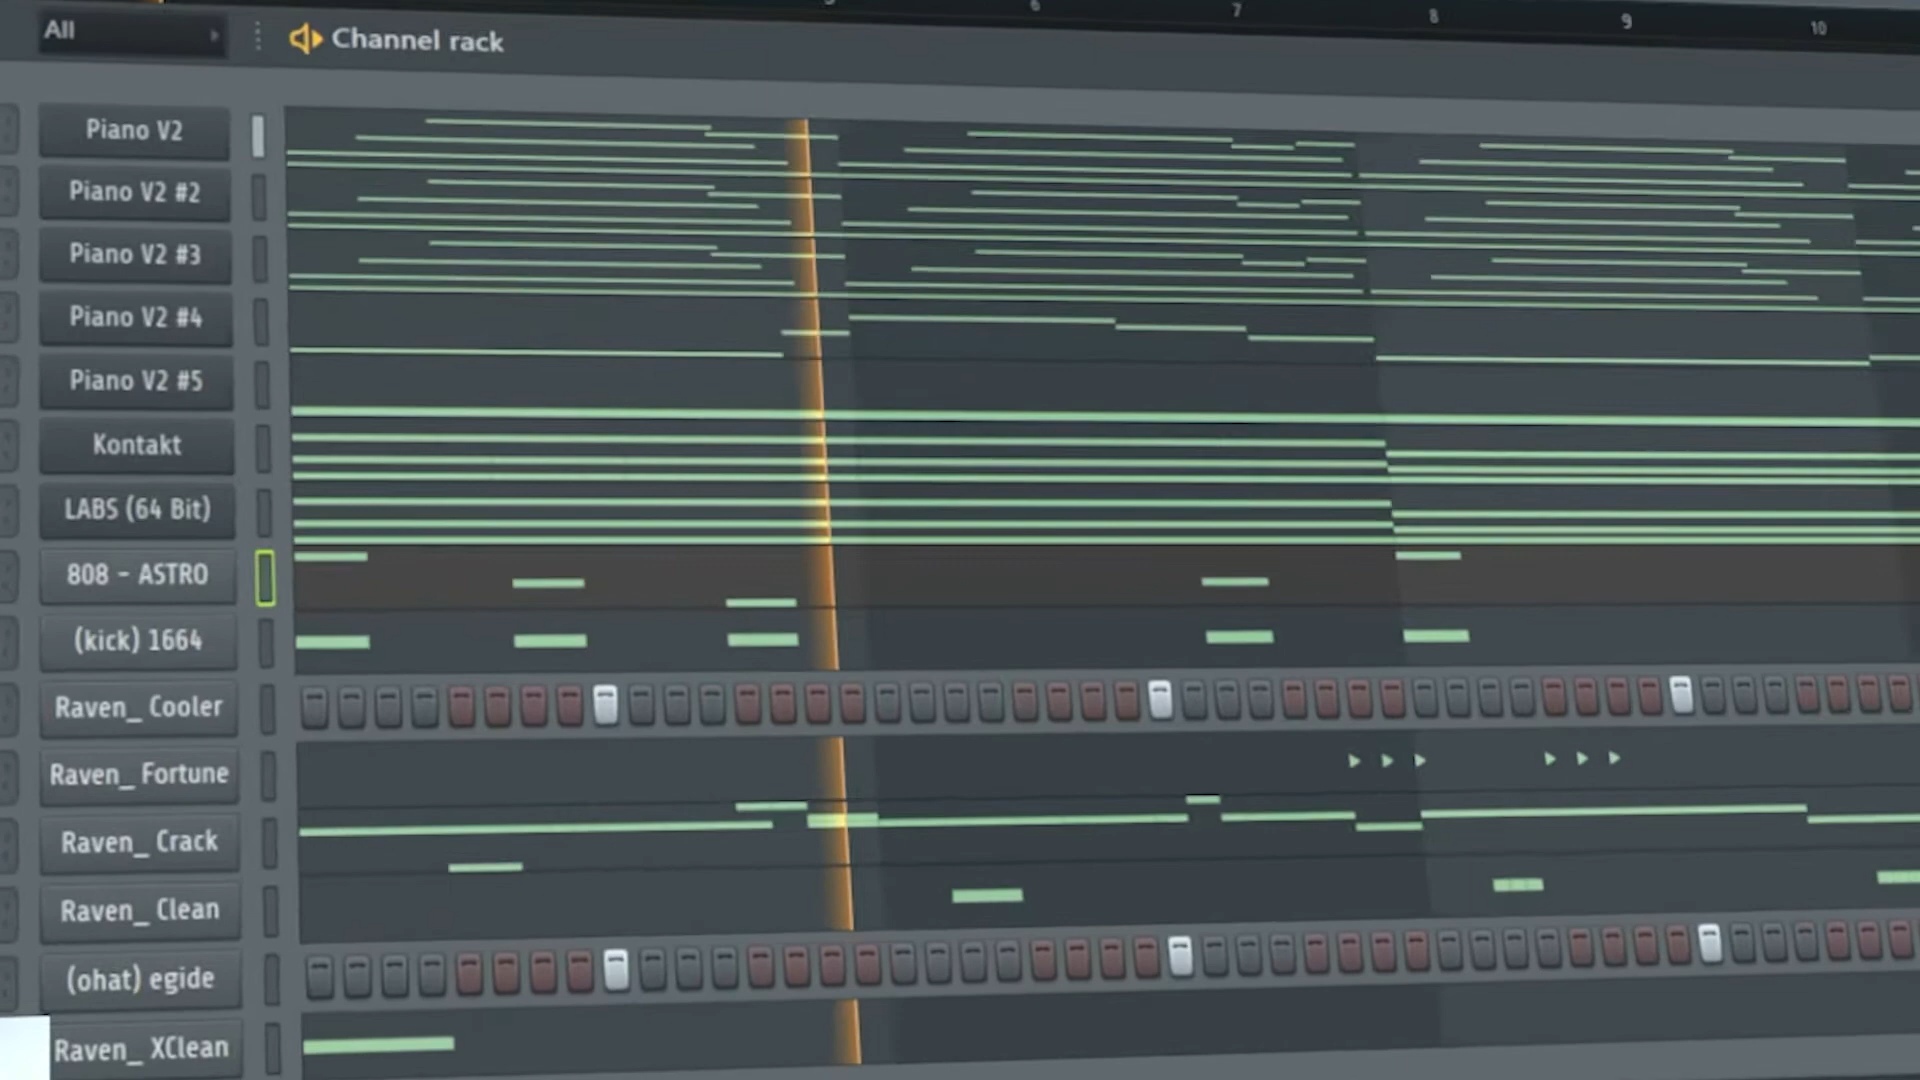 All
Channel rack
6 7 8 9 10
Piano V2
Piano V2 #2
Piano V2 #3
Piano V2 #4
Piano V2 #5
Kontakt
LABS (64 Bit)
808 - ASTRO
(kick) 1664
Raven_ Cooler
Raven_ Fortune
Raven_ Crack
Raven_ Clean
(ohat) egide
Raven_ XClean